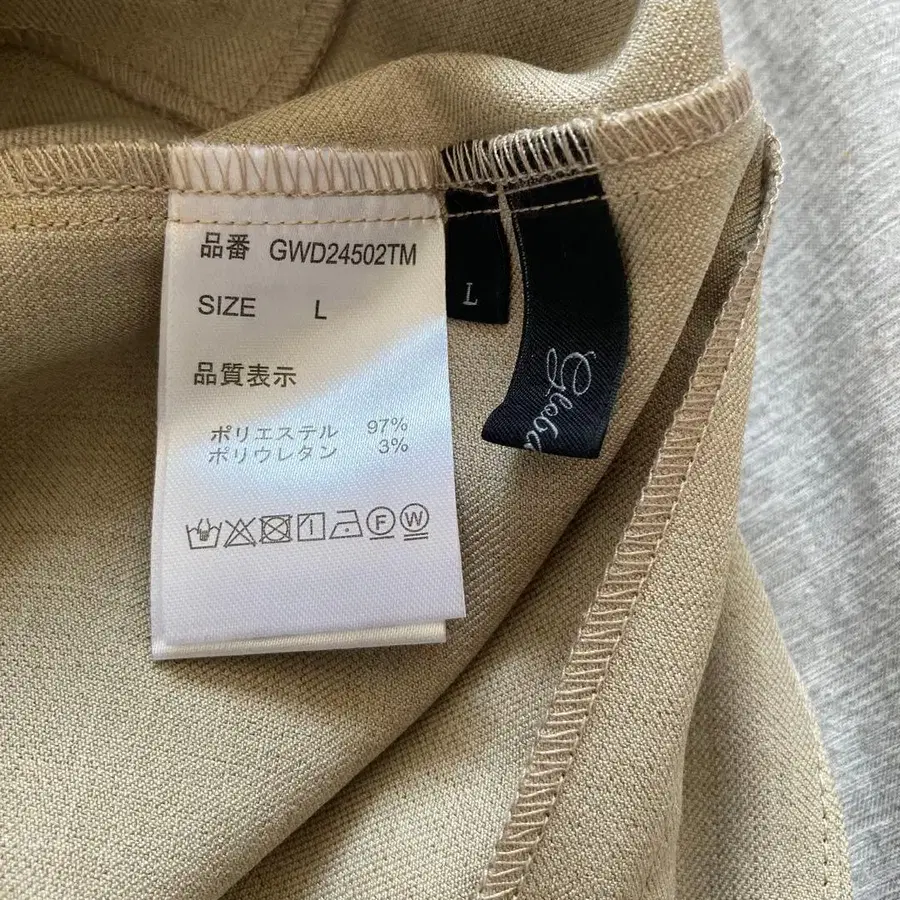 品番 GWD24502TM
SIZE L
品質表示
ポリエステル 97%
ポリウレタン 3%
F W
L